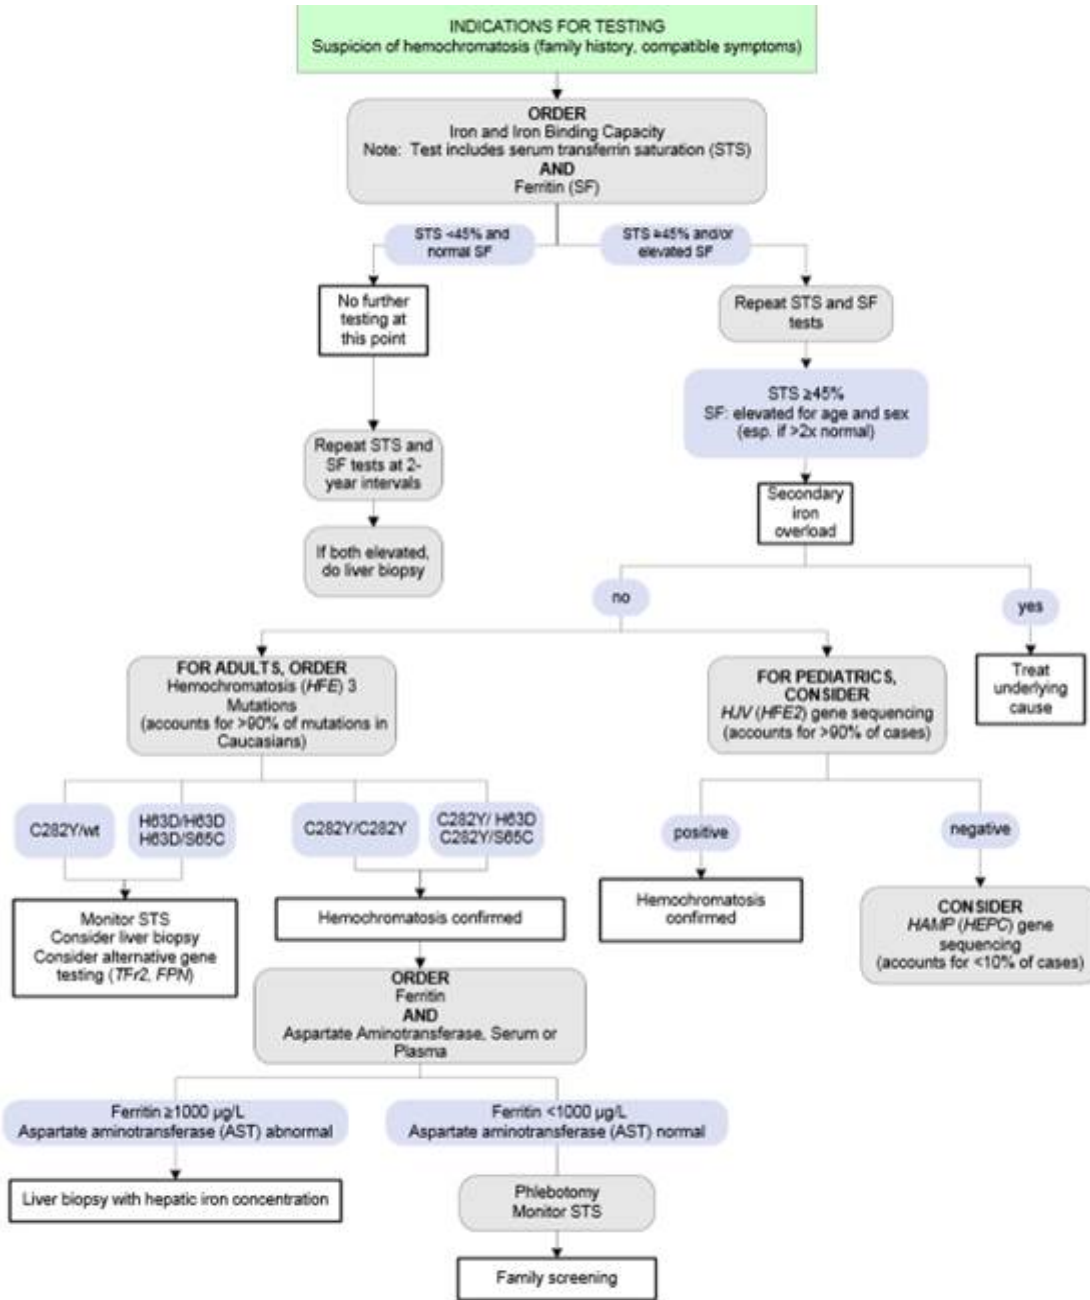 INDICATIONS FOR TESTING
Suspicion of hemochromatosis (family history, compatible symptoms)
ORDER
Iron and Iron Binding Capacity
Note: Test includes serum transferrin saturation (STS)
AND
Ferritin (SF)
STS <45% and
normal SF
STS ≥45% and/or
elevated SF
No further
testing at
this point
Repeat STS and SF
tests
STS ≥45%
SF: elevated for age and sex
(esp. if >2x normal)
Repeat STS and
SF tests at 2-
year intervals
Secondary
iron
overload
If both elevated,
do liver biopsy
no
yes
FOR ADULTS, ORDER
Hemochromatosis (HFE) 3
Mutations
(accounts for >90% of mutations in
Caucasians)
FOR PEDIATRICS,
CONSIDER
HJV (HFE2) gene sequencing
(accounts for >90% of cases)
Treat
underlying
cause
C282Y/wt
H63D/H63D
H63D/S65C
C282Y/C282Y
C282Y/ H63D
C282Y/S65C
positive
negative
Monitor STS
Consider liver biopsy
Consider alternative gene
testing (TFr2, FPN)
Hemochromatosis confirmed
Hemochromatosis
confirmed
CONSIDER
HAMP (HEPC) gene
sequencing
(accounts for <10% of cases)
ORDER
Ferritin
AND
Aspartate Aminotransferase, Serum or
Plasma
Ferritin ≥1000 µg/L
Aspartate aminotransferase (AST) abnormal
Ferritin <1000 µg/L
Aspartate aminotransferase (AST) normal
Liver biopsy with hepatic iron concentration
Phlebotomy
Monitor STS
Family screening